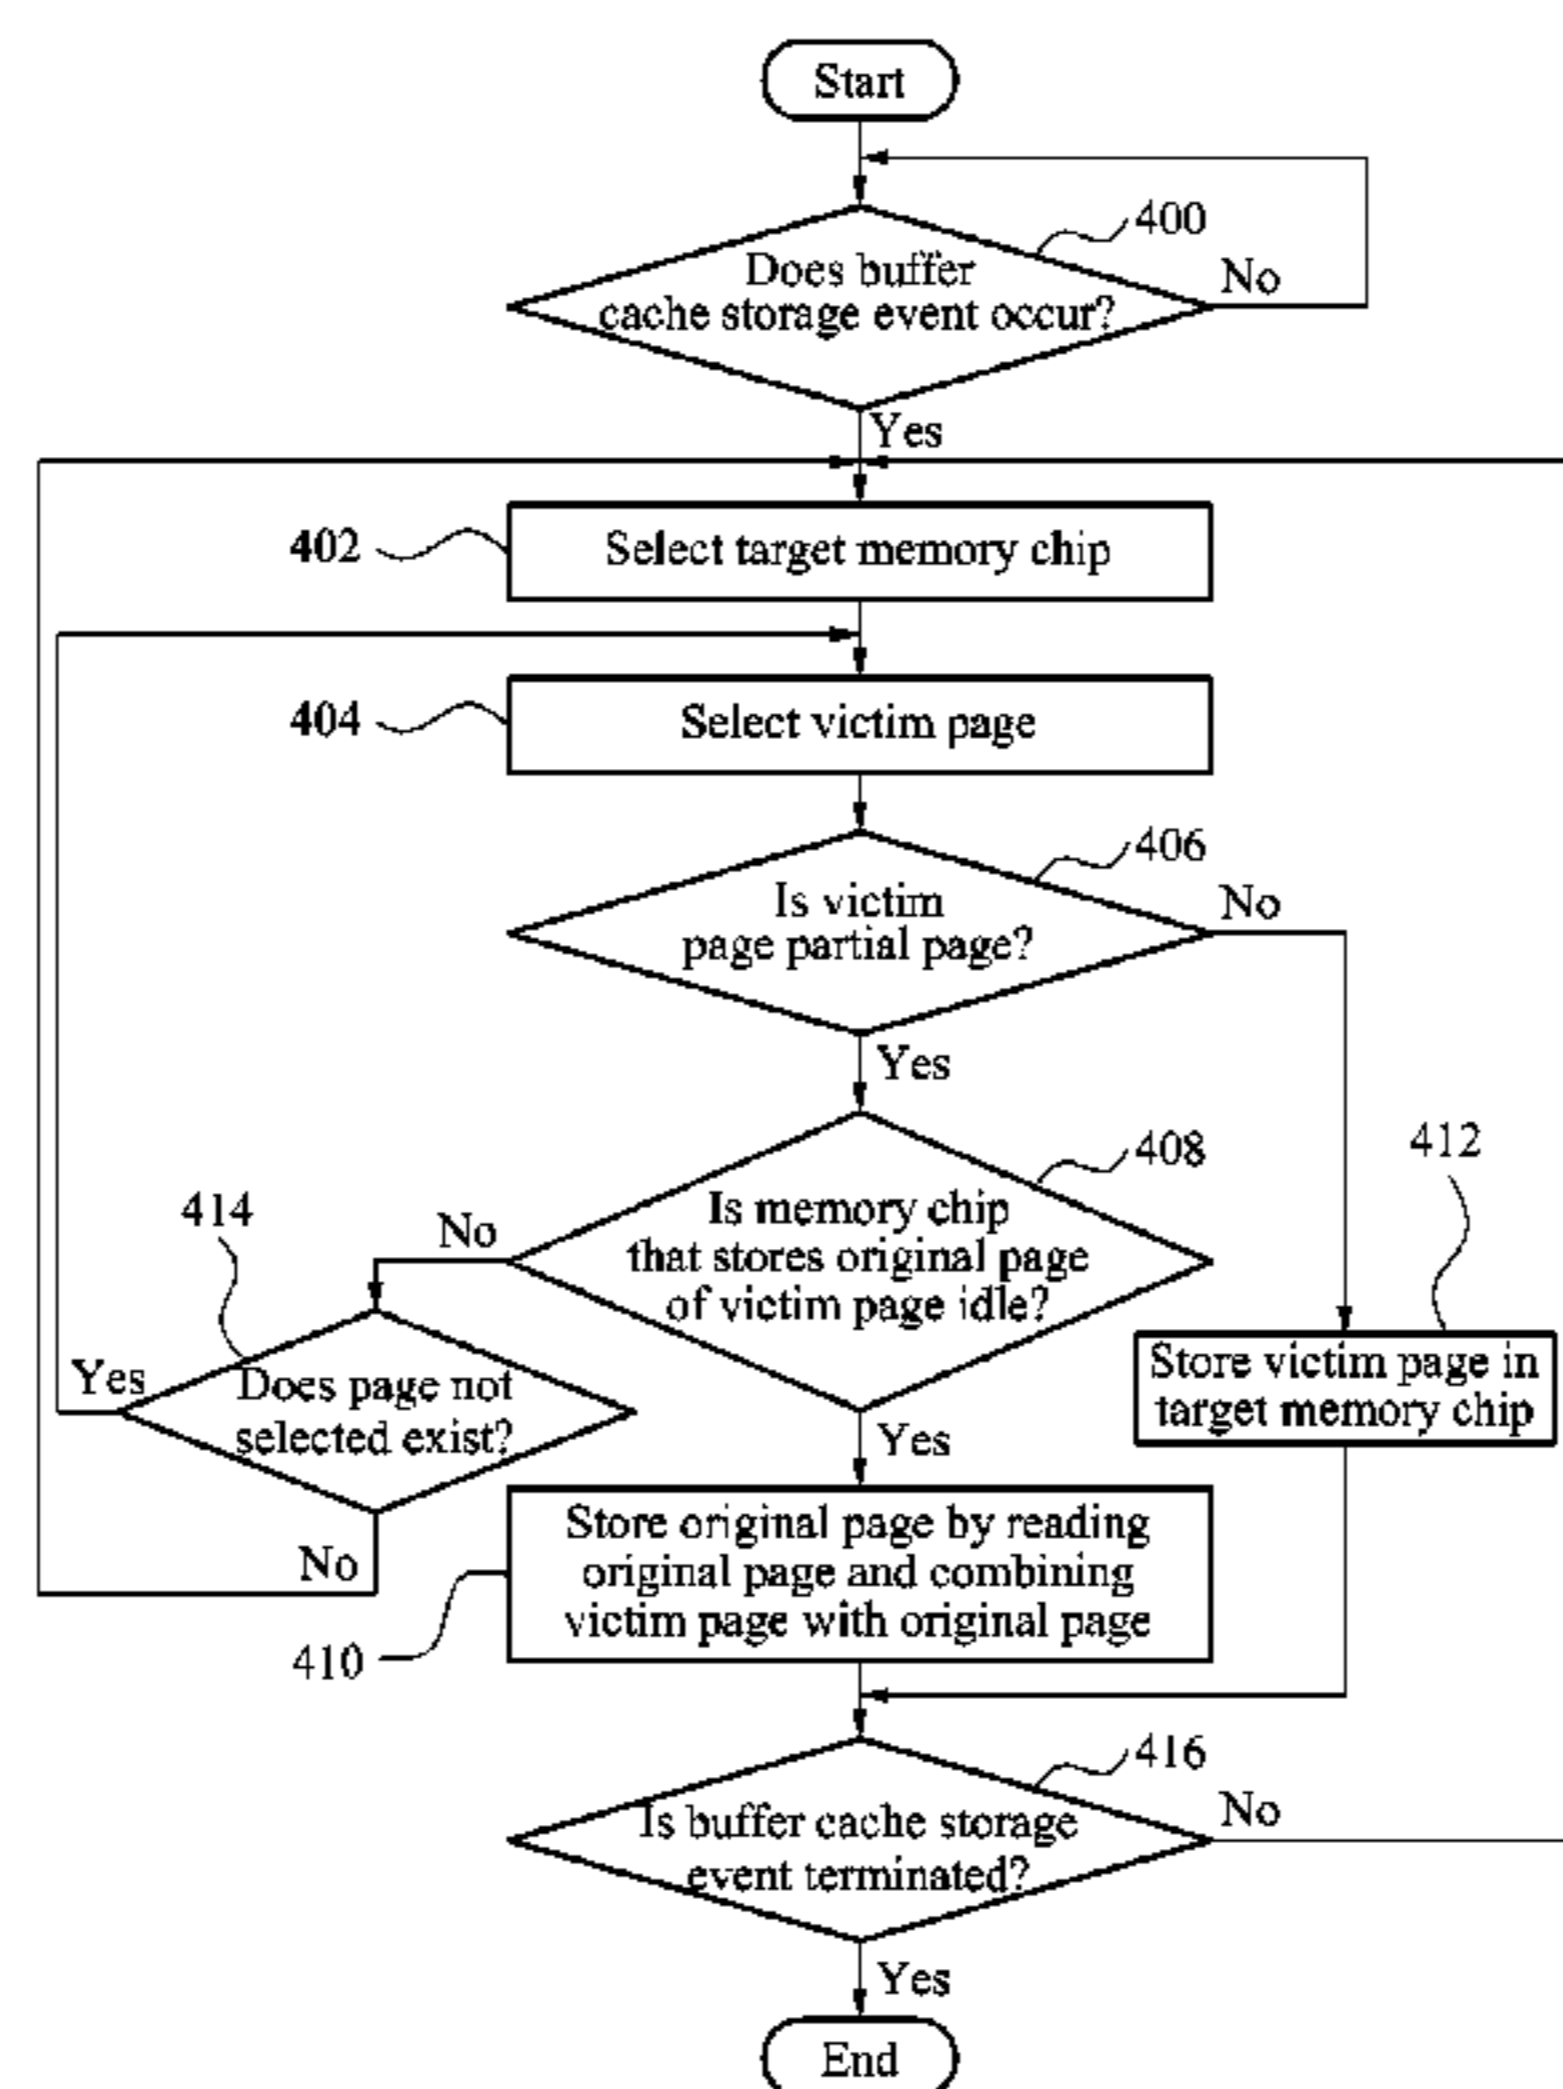 Start
400
Does buffer
cache storage event occur?
No
Yes
402
Select target memory chip
404
Select victim page
406
Is victim
page partial page?
No
Yes
408
412
414
No
Is memory chip
that stores original page
of victim page idle?
Yes
Does page not
selected exist?
Store victim page in
target memory chip
Yes
No
Store original page by reading
original page and combining
victim page with original page
410
416
Is buffer cache storage
event terminated?
No
Yes
End